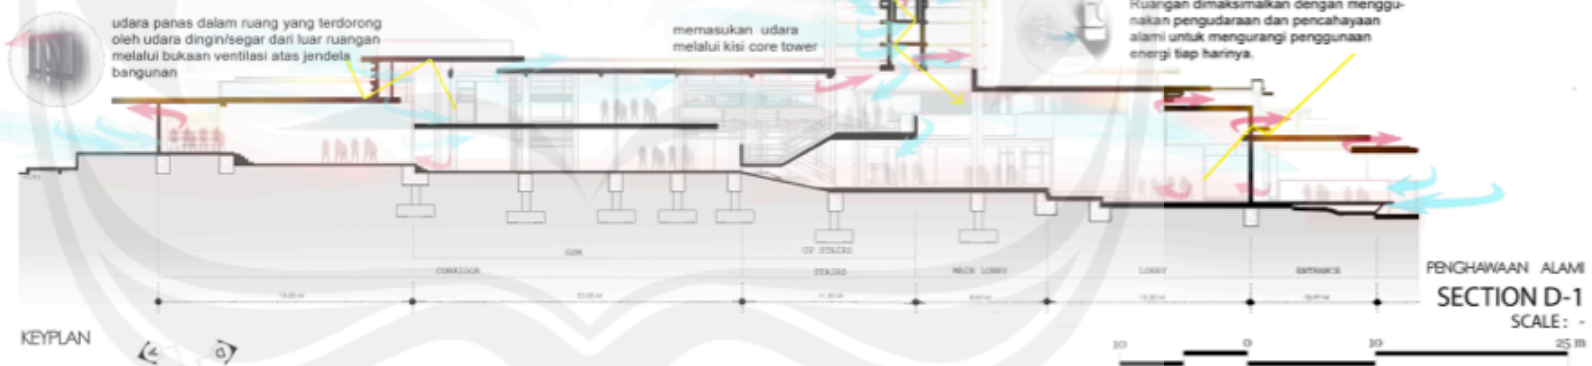 udara panas dalam ruang yang terdorong
oleh udara dingin/segar dari luar ruangan
melalui bukaan ventilasi atas jendela
bangunan
memasukan udara
melalui kisi core tower
Ruangan dimaksimalkan dengan menggu-
nakan pengudaraan dan pencahayaan
alami untuk mengurangi penggunaan
energi tiap harinya.
UP STAIRS
CORRIDOR
STAIRS
MAIN LOBBY
LOBBY
ENTRANCE
PENGHAWAAN ALAMI
SECTION D-1
SCALE: -
KEYPLAN
10 0 10 25 m